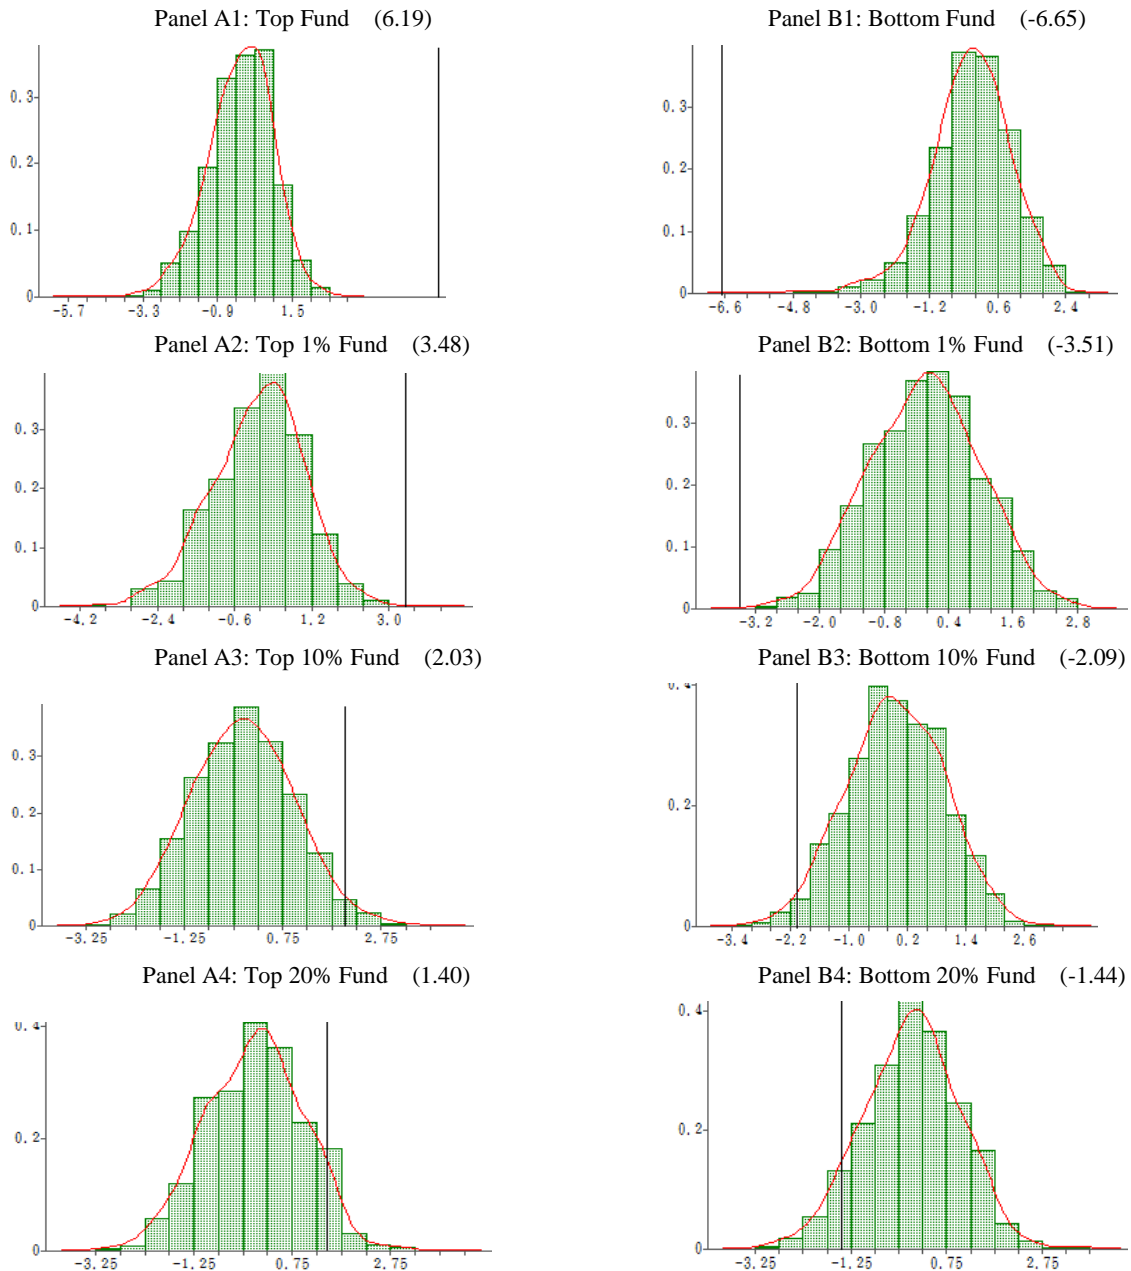 Panel A1: Top Fund (6.19)
0.3
0.2
0.1
0
-5.7 -3.3 -0.9 1.5
Panel B1: Bottom Fund (-6.65)
0.3
0.2
0.1
0
-6.6 -4.8 -3.0 -1.2 0.6 2.4
Panel A2: Top 1% Fund (3.48)
0.3
0.2
0.1
0
-4.2 -2.4 -0.6 1.2 3.0
Panel B2: Bottom 1% Fund (-3.51)
0.3
0.2
0.1
0
-3.2 -2.0 -0.8 0.4 1.6 2.8
Panel A3: Top 10% Fund (2.03)
0.3
0.2
0.1
0
-3.25 -1.25 0.75 2.75
Panel B3: Bottom 10% Fund (-2.09)
0.4
0.2
0
-3.4 -2.2 -1.0 0.2 1.4 2.6
Panel A4: Top 20% Fund (1.40)
0.4
0.2
0
-3.25 -1.25 0.75 2.75
Panel B4: Bottom 20% Fund (-1.44)
0.4
0.2
0
-3.25 -1.25 0.75 2.75